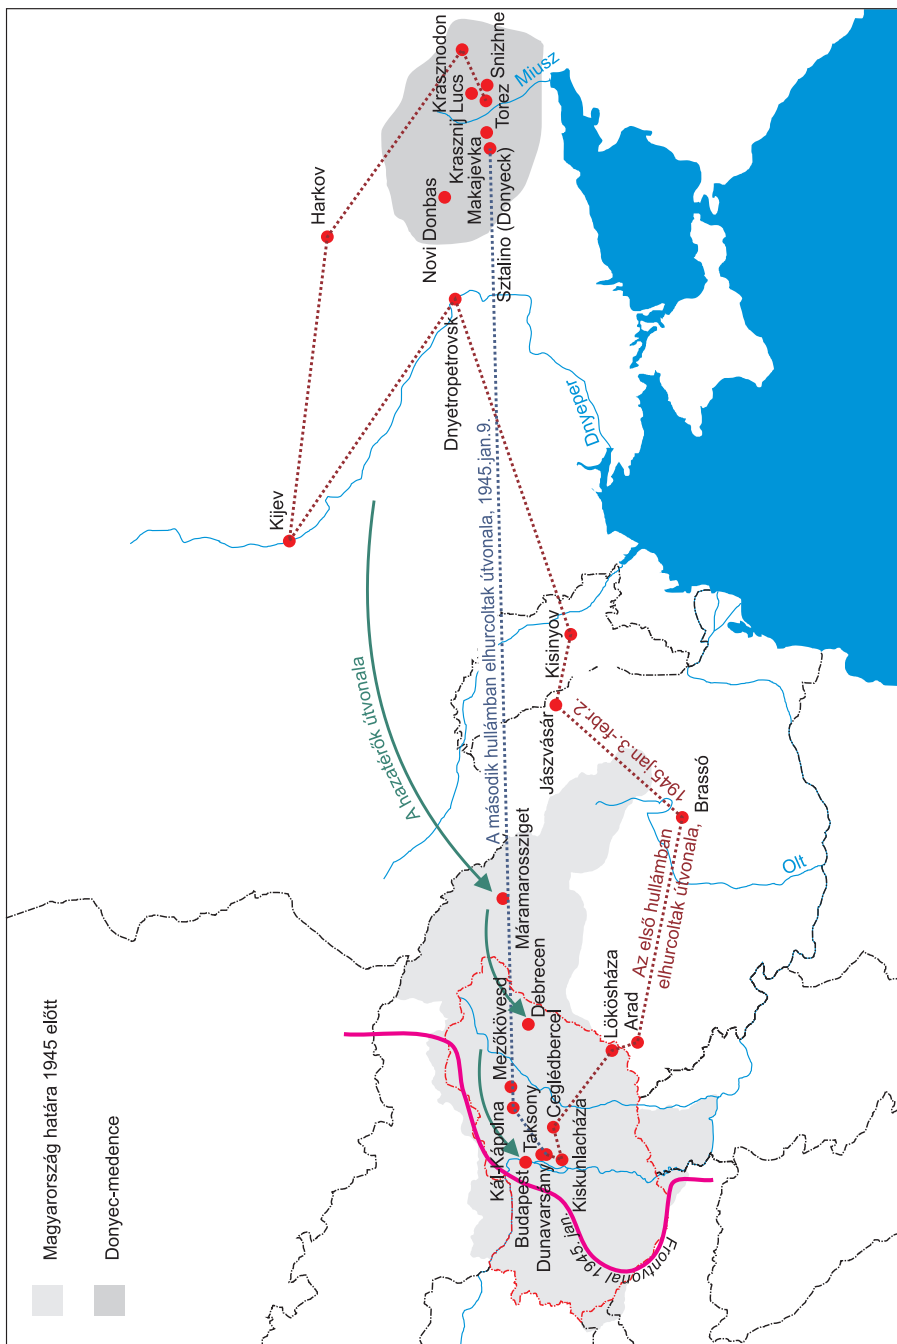 Magyarország határa 1945 előtt
Donyec-medence
Kijev
Harkov
Krasznodon
Krasznij Lucs
Snizhne
Torez
Miusz
Makajevka
Novi Donbas
Sztalino (Donyeck)
Dnyetropetrovsk
Dnyeper
A hazatérők útvonala
A második hullámban elhurcoltak útvonala, 1945.jan.9.
Kisinyov
Jászvásár
1945.jan.3.-febr.2.
Brassó
Olt
Az első hullámban
elhurcoltak útvonala,
Máramarossziget
Debrecen
Mezőkövesd
Kál-Kápolna
Budapest
Taksony
Dunavarsány
Ceglédbercel
Kiskunlacházá
Lökösháza
Arad
Frontvonal 1945. jan.